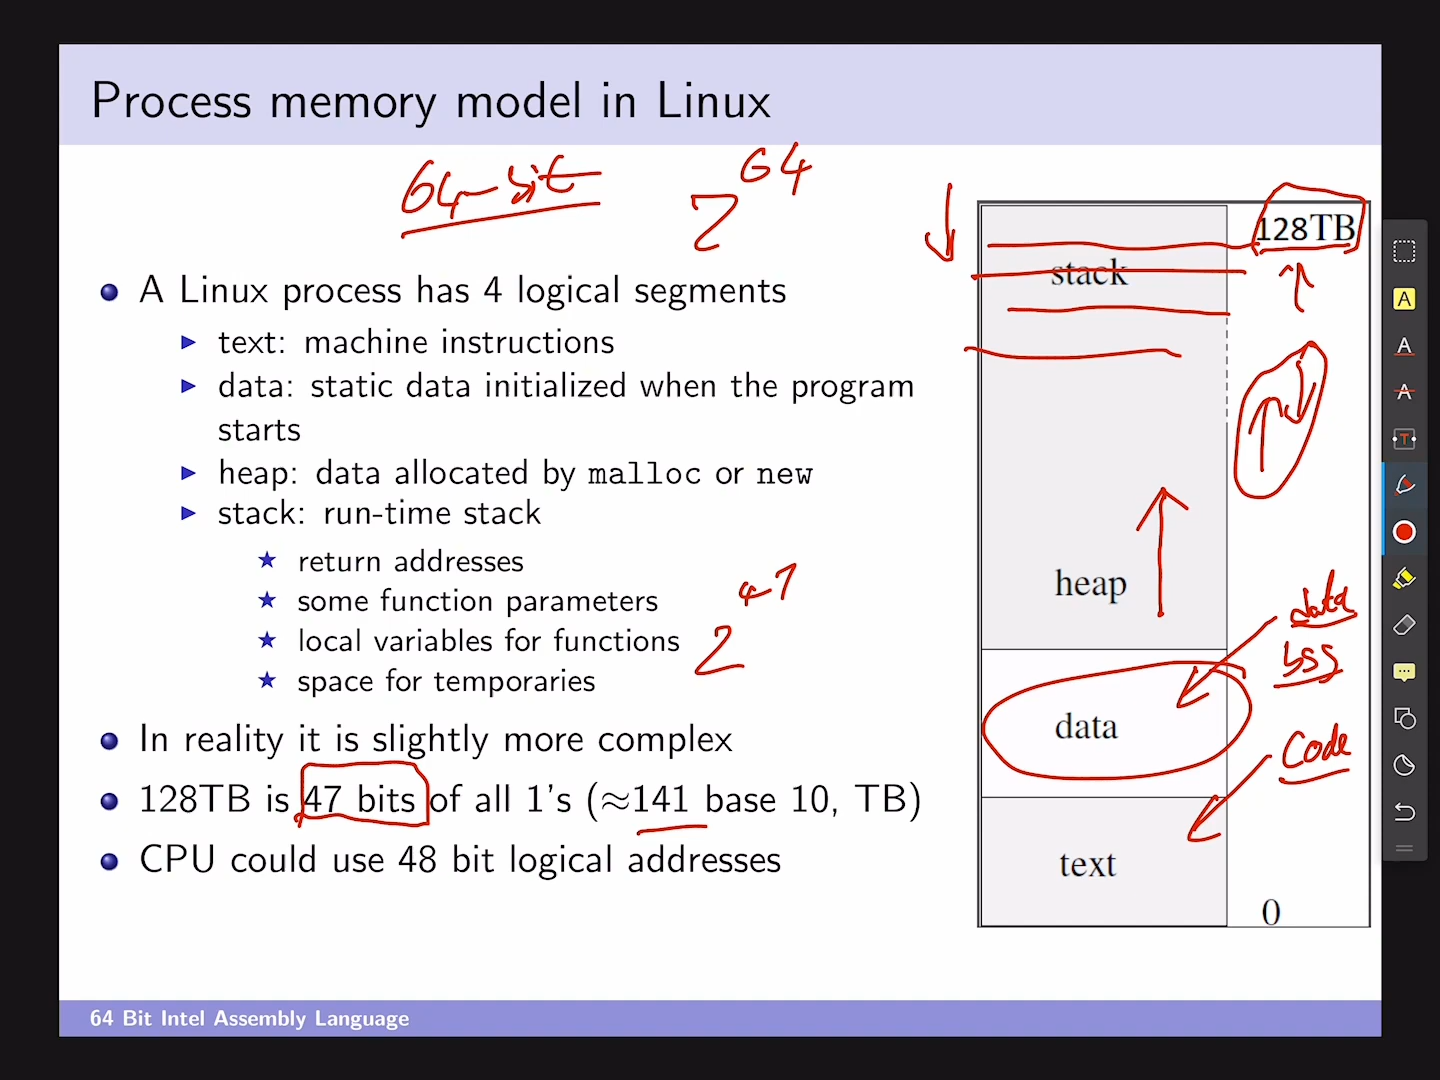 Process memory model in Linux
64-bit 2^64
A Linux process has 4 logical segments
text: machine instructions
data: static data initialized when the program
starts
heap: data allocated by malloc or new
stack: run-time stack
return addresses
some function parameters
local variables for functions
space for temporaries
2^47
In reality it is slightly more complex
128TB is 47 bits of all 1's (≈141 base 10, TB)
CPU could use 48 bit logical addresses
128TB
stack
heap
data
bss
data
Code
text
0
64 Bit Intel Assembly Language